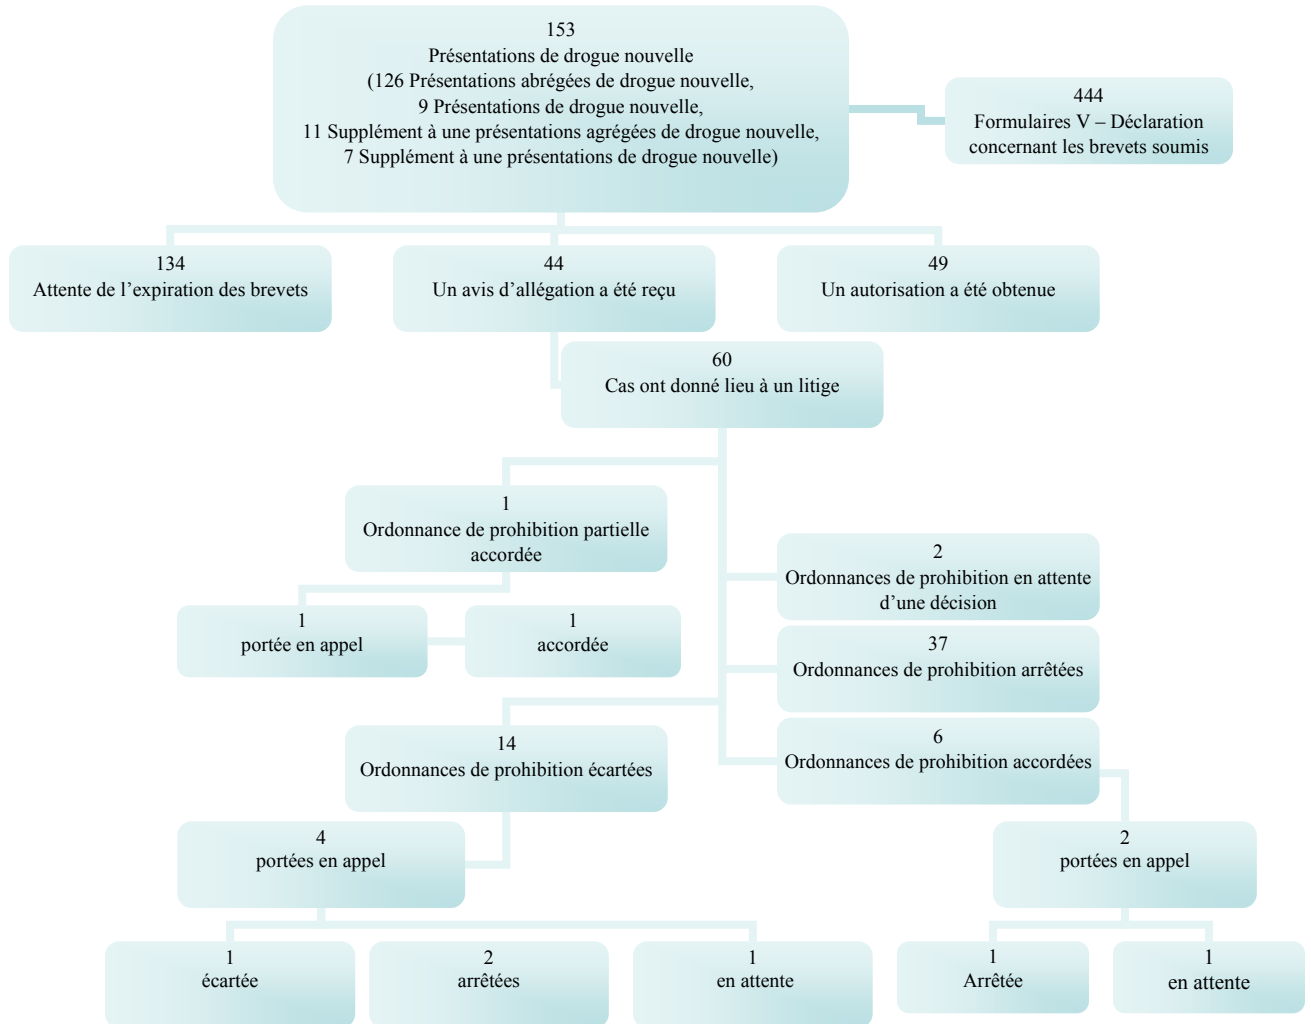 153
Présentations de drogue nouvelle
(126 Présentations abrégées de drogue nouvelle,
9 Présentations de drogue nouvelle,
11 Supplément à une présentations agrégées de drogue nouvelle,
7 Supplément à une présentations de drogue nouvelle)
444
Formulaires V – Déclaration
concernant les brevets soumis
134
Attente de l’expiration des brevets
44
Un avis d’allégation a été reçu
49
Un autorisation a été obtenue
60
Cas ont donné lieu à un litige
1
Ordonnance de prohibition partielle
accordée
1
portée en appel
1
accordée
2
Ordonnances de prohibition en attente
d’une décision
37
Ordonnances de prohibition arrêtées
14
Ordonnances de prohibition écartées
6
Ordonnances de prohibition accordées
4
portées en appel
2
portées en appel
1
écartée
2
arrêtées
1
en attente
1
Arrêtée
1
en attente